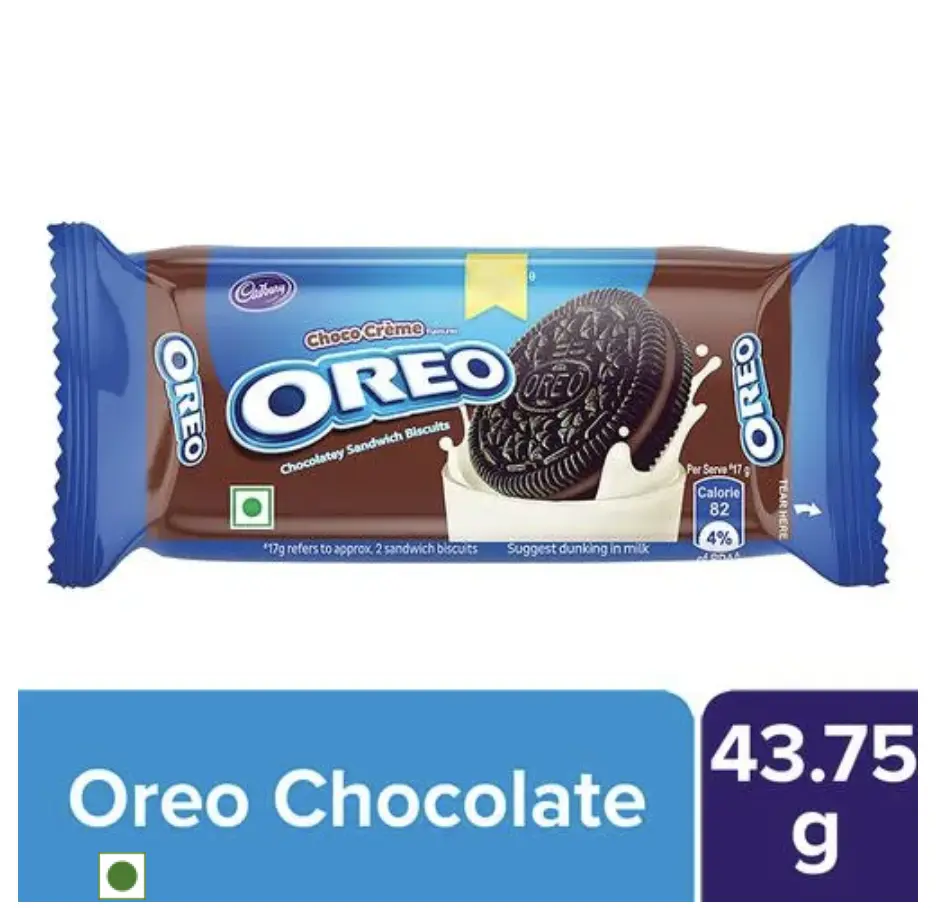 Cadbury
Choco Crème Flavoured
OREO
Chocolatey Sandwich Biscuits
OREO
OREO
OREO
Per Serve *17 g
Calorie
82
4%
TEAR HERE
*17g refers to approx. 2 sandwich biscuits
Suggest dunking in milk
Oreo Chocolate
43.75
g